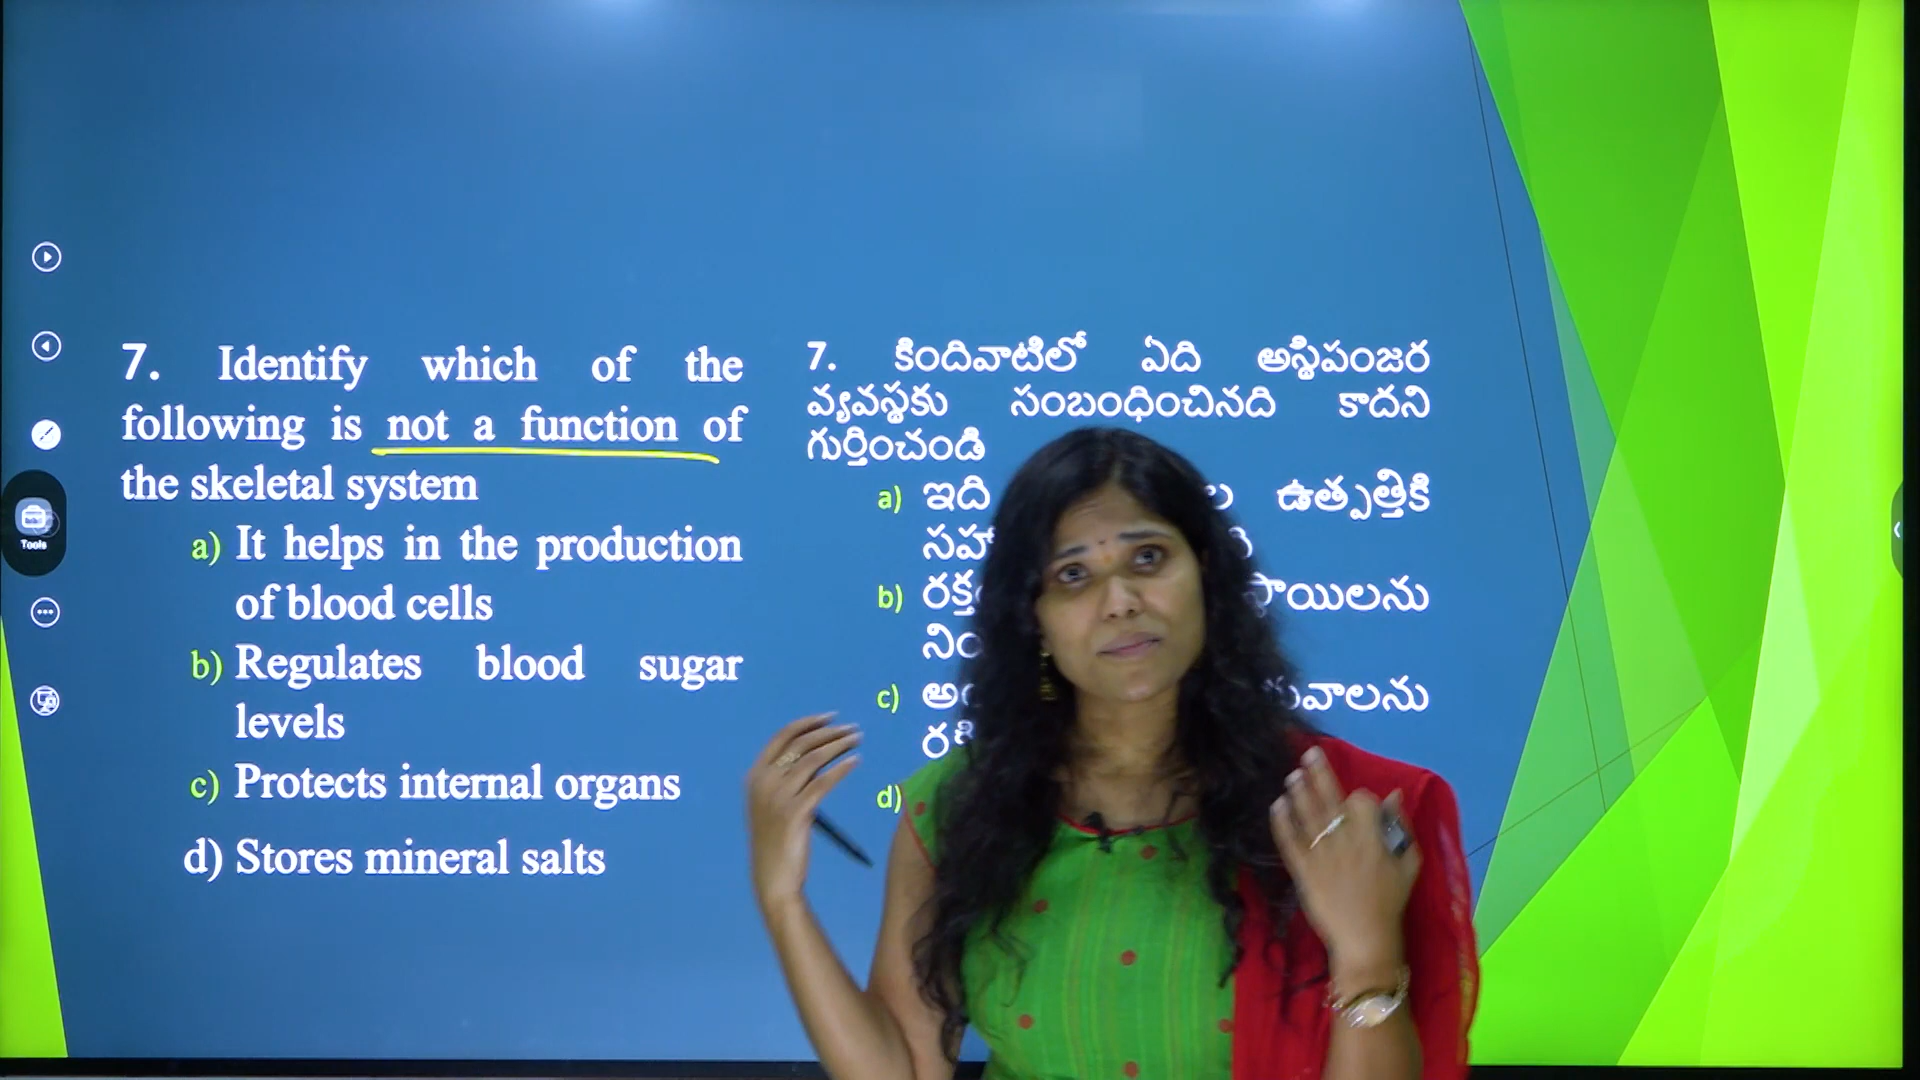 7. Identify which of the
following is not a function of
the skeletal system
a) It helps in the production
of blood cells
b) Regulates blood sugar
levels
c) Protects internal organs
d) Stores mineral salts
7. కిందివాటిలో ఏది అస్థిపంజర
వ్యవస్థకు సంబంధించినది కాదని
గుర్తించండి
a) ఇది ఉత్పత్తికి
b)
c)
d)
Tools